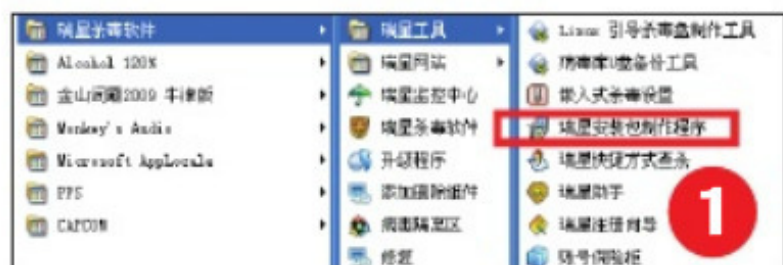 瑞星杀毒软件
Alcohol 120%
金山词霸2009 牛津版
Monkey's Audio
Microsoft AppLocale
PPS
CAPCOM
瑞星工具
瑞星网站
瑞星监控中心
瑞星杀毒软件
升级程序
添加删除组件
病毒隔离区
修复
Linux 引导杀毒盘制作工具
病毒库U盘备份工具
嵌入式杀毒设置
瑞星安装包制作程序
瑞星快捷方式查杀
瑞星助手
瑞星注册向导
账号保险柜
1